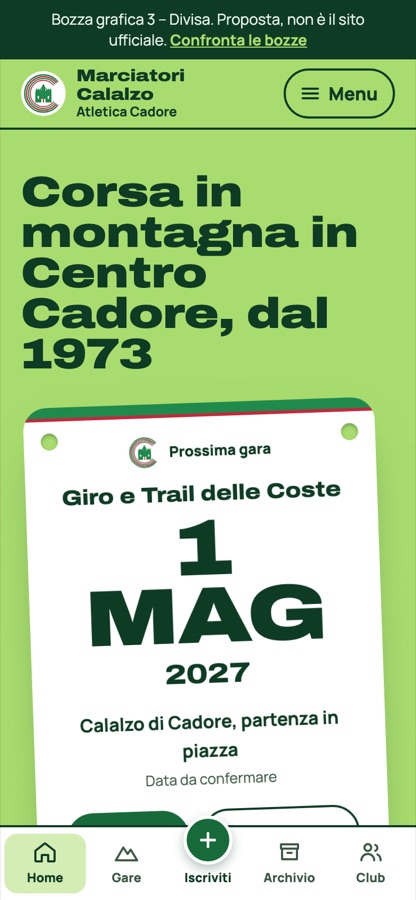 Bozza grafica 3 – Divisa. Proposta, non è il sito
ufficiale. Confronta le bozze
Marciatori
Calalzo
Atletica Cadore
Menu
Corsa in
montagna in
Centro
Cadore, dal
1973
Prossima gara
Giro e Trail delle Coste
1
MAG
2027
Calalzo di Cadore, partenza in
piazza
Data da confermare
Home
Gare
Iscriviti
Archivio
Club